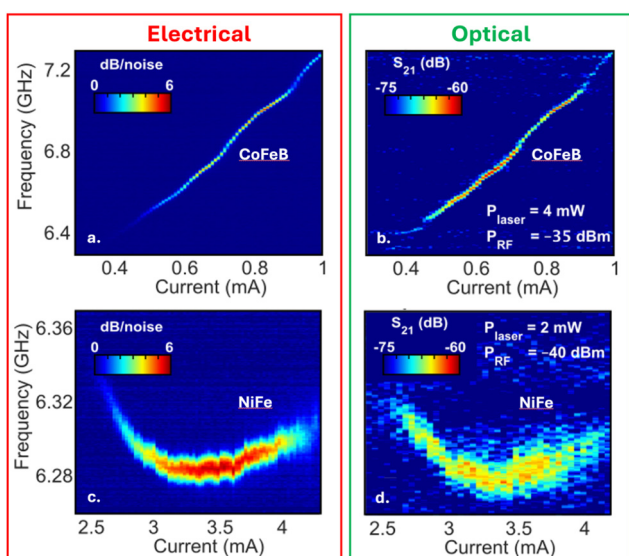 Electrical
Optical
dB/noise
0 6
7.2
6.8
6.4
Frequency (GHz)
CoFeB
a.
0.4 0.6 0.8 1
Current (mA)
S21 (dB)
-75 -60
CoFeB
Plaser = 4 mW
PRF = -35 dBm
b.
0.4 0.6 0.8 1
Current (mA)
dB/noise
0 6
6.36
6.32
6.28
Frequency (GHz)
NiFe
c.
2.5 3 3.5 4
Current (mA)
S21 (dB)
-75 -60
Plaser = 2 mW
PRF = -40 dBm
NiFe
d.
2.5 3 3.5 4
Current (mA)